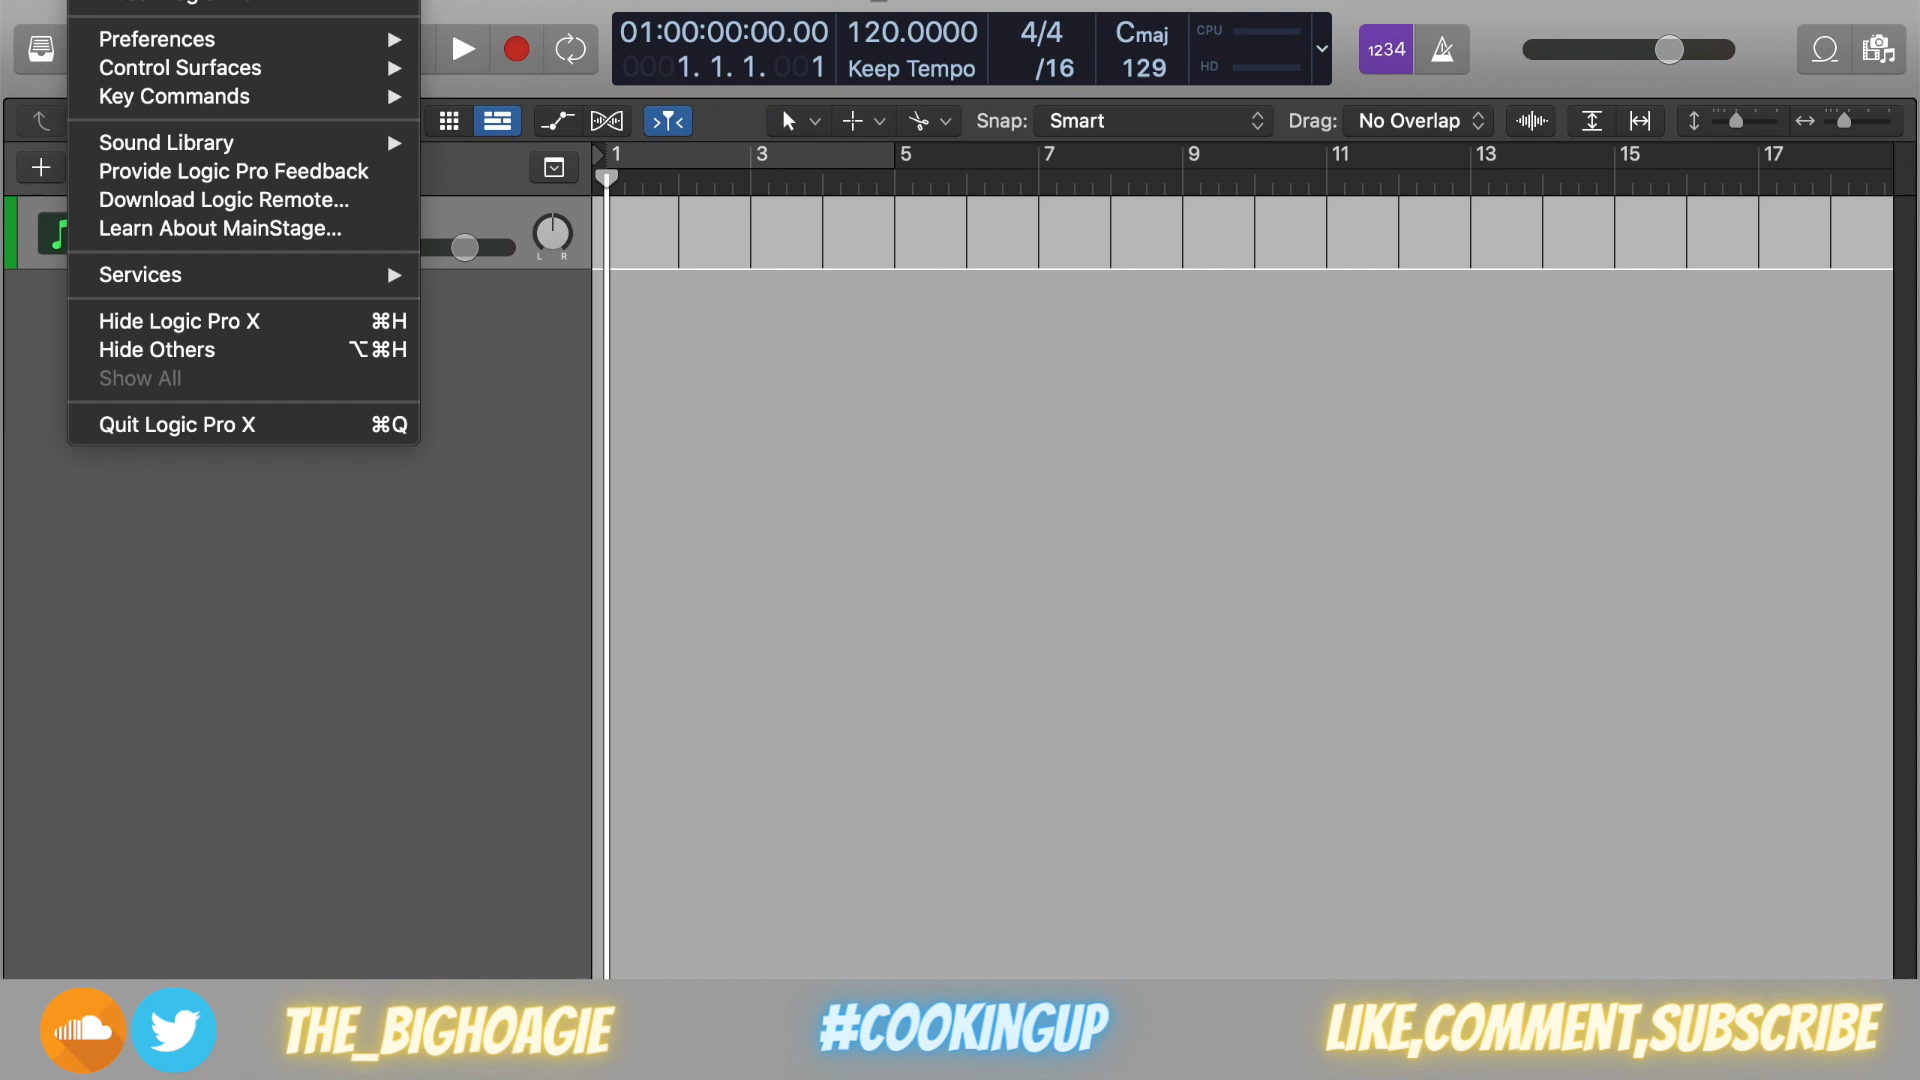 Preferences
Control Surfaces
Key Commands
Sound Library
Provide Logic Pro Feedback
Download Logic Remote...
Learn About MainStage...
Services
Hide Logic Pro X ⌘H
Hide Others ⌥⌘H
Show All
Quit Logic Pro X ⌘Q
01:00:00:00.00 120.0000 4/4 Cmaj CPU
0001. 1. 1. 001 Keep Tempo /16 129 HD
1234
Snap: Smart Drag: No Overlap
1 3 5 7 9 11 13 15 17
L R
THE_BIGHOAGIE #COOKINGUP LIKE,COMMENT,SUBSCRIBE